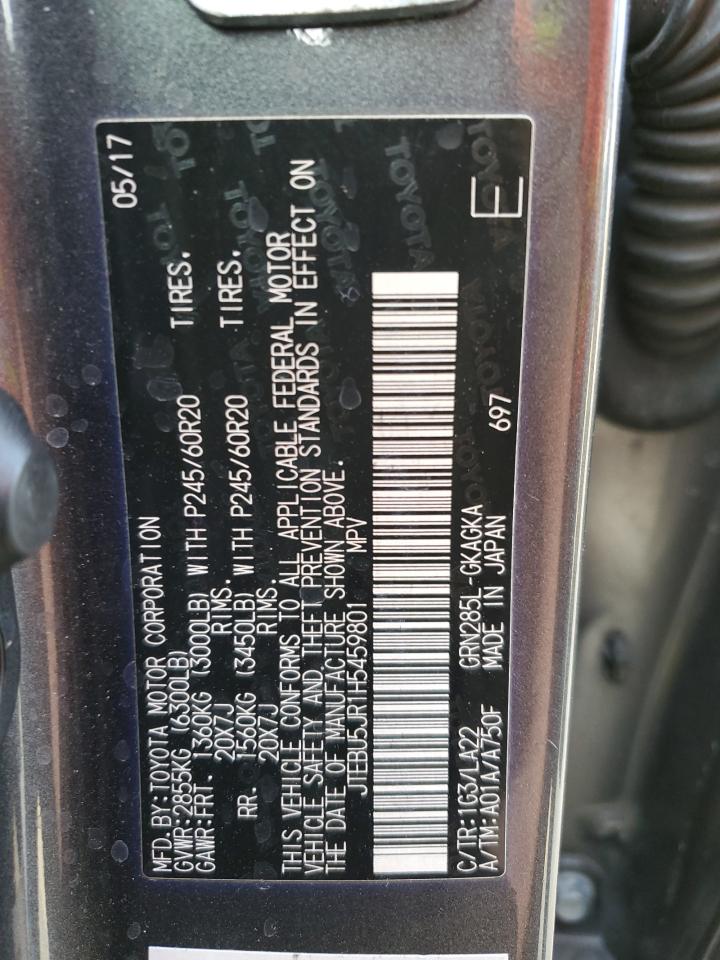 MFD.BY:TOYOTA MOTOR CORPORATION 05/17
GVWR:2855KG (6300LB)
GAWR:FRT. 1360KG (3000LB) WITH P245/60R20 TIRES.
20X7J RIMS.
RR. 1560KG (3450LB) WITH P245/60R20 TIRES.
20X7J RIMS.
THIS VEHICLE CONFORMS TO ALL APPLICABLE FEDERAL MOTOR
VEHICLE SAFETY AND THEFT PREVENTION STANDARDS IN EFFECT ON
THE DATE OF MANUFACTURE SHOWN ABOVE.
JTEBU5JR1H5459801 MPV
C/TR:1G3/LA22 GRN285L-GKAGKA 697
A/TM:A01A/A750F MADE IN JAPAN E